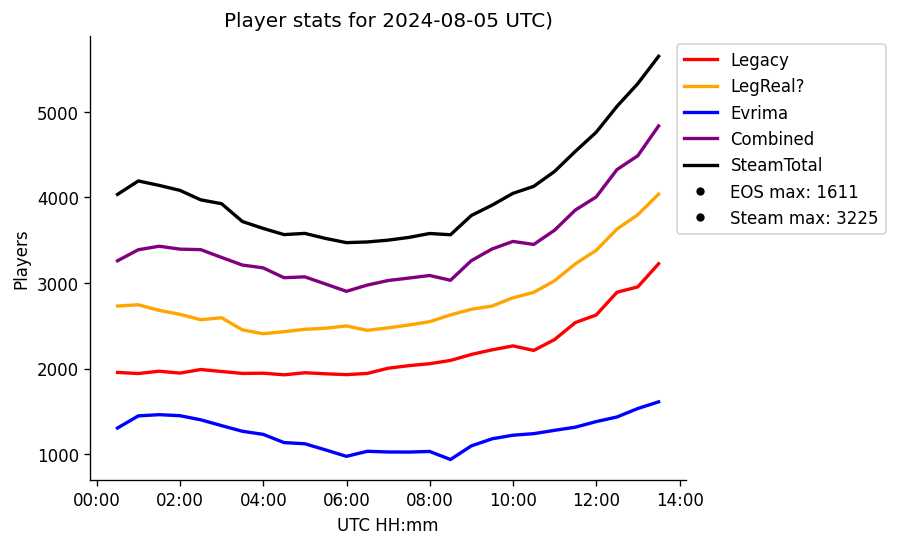 Player stats for 2024-08-05 UTC)
Legacy
LegReal?
Evrima
Combined
SteamTotal
EOS max: 1611
Steam max: 3225
Players
5000
4000
3000
2000
1000
00:00 02:00 04:00 06:00 08:00 10:00 12:00 14:00
UTC HH:mm